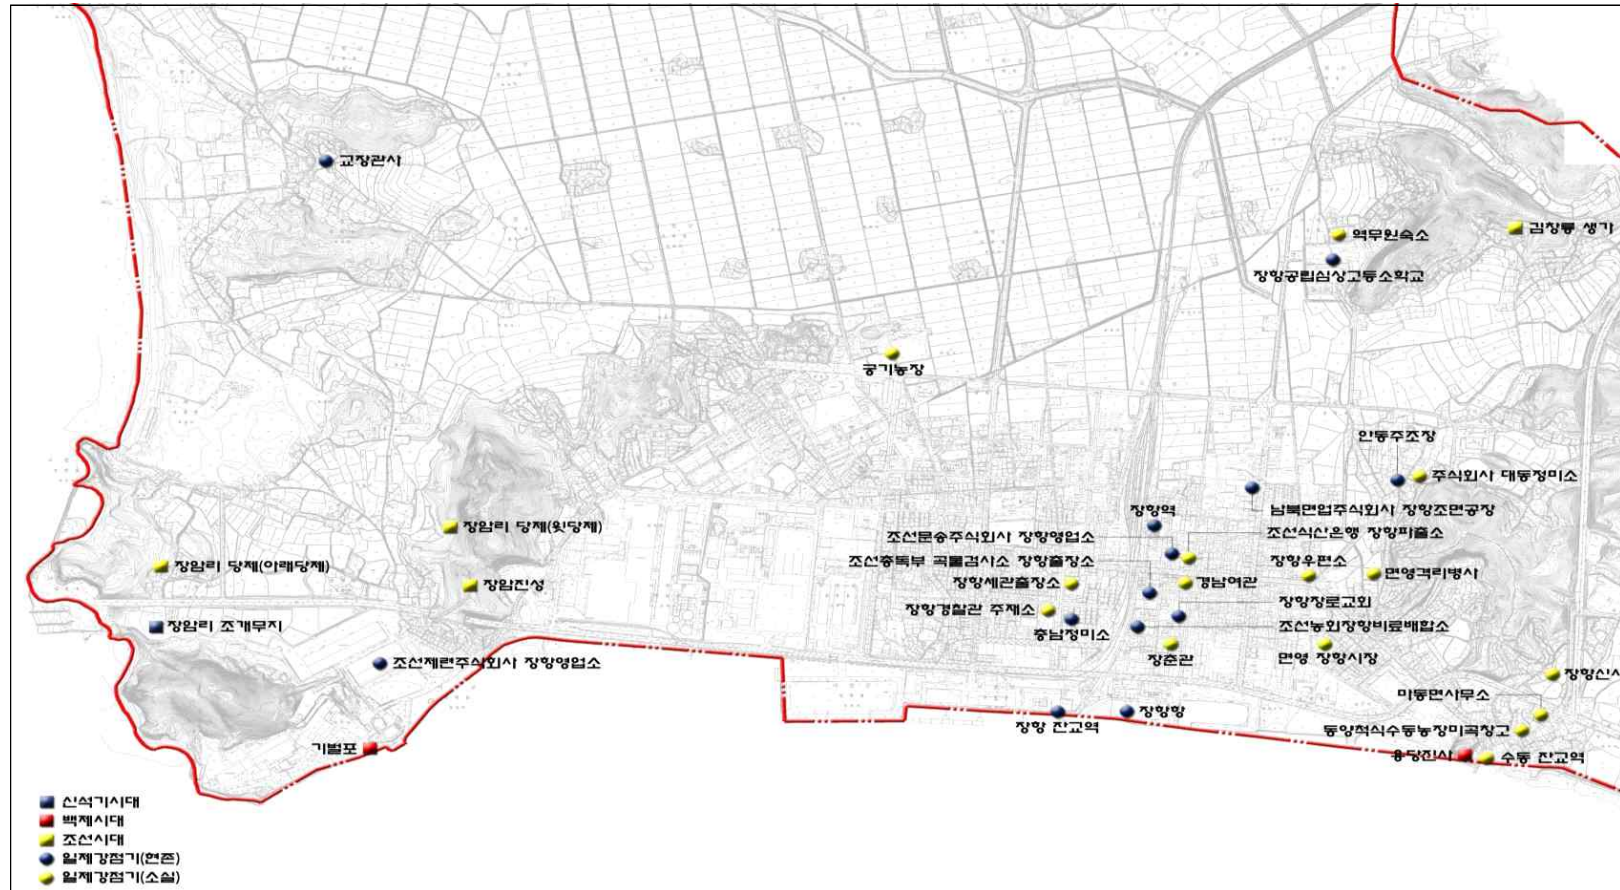 교장관사
역무원숙소
김창룡 생가
장항공립심상고등소학교
궁기농장
안동주조장
주식회사 대동정미소
남북면업주식회사 장항조면공장
장항역
장암리 당제(윗당제)
조선운송주식회사 장항영업소
조선식산은행 장항파출소
조선총독부 곡물검사소 장항출장소
장항우편소
장암리 당제(아래당제)
장암진성
장항세관출장소
경남여관
면영격리병사
장항경찰관 주재소
장항장로교회
장암리 조개무지
충남정미소
조선농회장항비료배합소
조선제련주식회사 장항영업소
장춘관
면영 장항시장
장항신사
마동면사무소
장항 잔교역
장항항
동양척식수동농장미곡창고
기벌포
용당진사
수동 잔교역
신석기시대
백제시대
조선시대
일제강점기(현존)
일제강점기(소실)